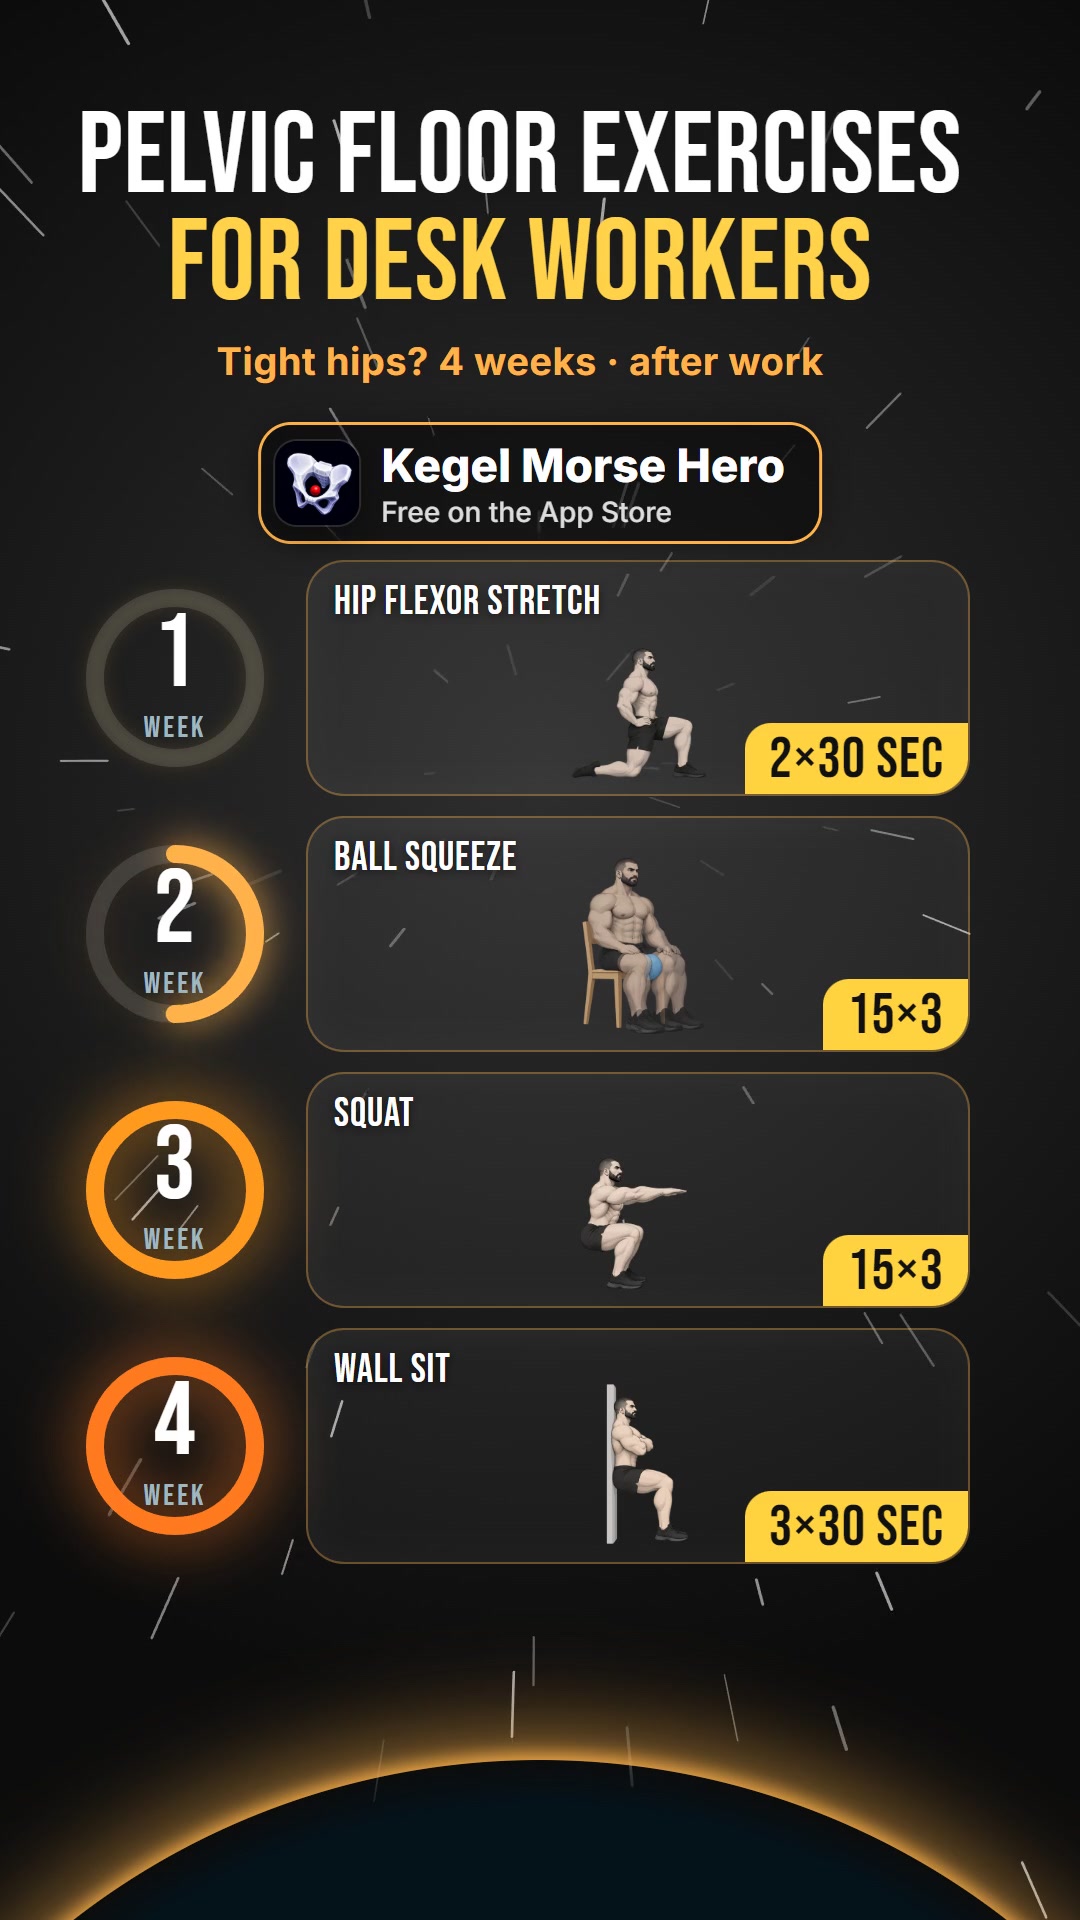 PELVIC FLOOR EXERCISES
FOR DESK WORKERS
Tight hips? 4 weeks · after work
Kegel Morse Hero
Free on the App Store
1
WEEK
HIP FLEXOR STRETCH
2×30 SEC
2
WEEK
BALL SQUEEZE
15×3
3
WEEK
SQUAT
15×3
4
WEEK
WALL SIT
3×30 SEC